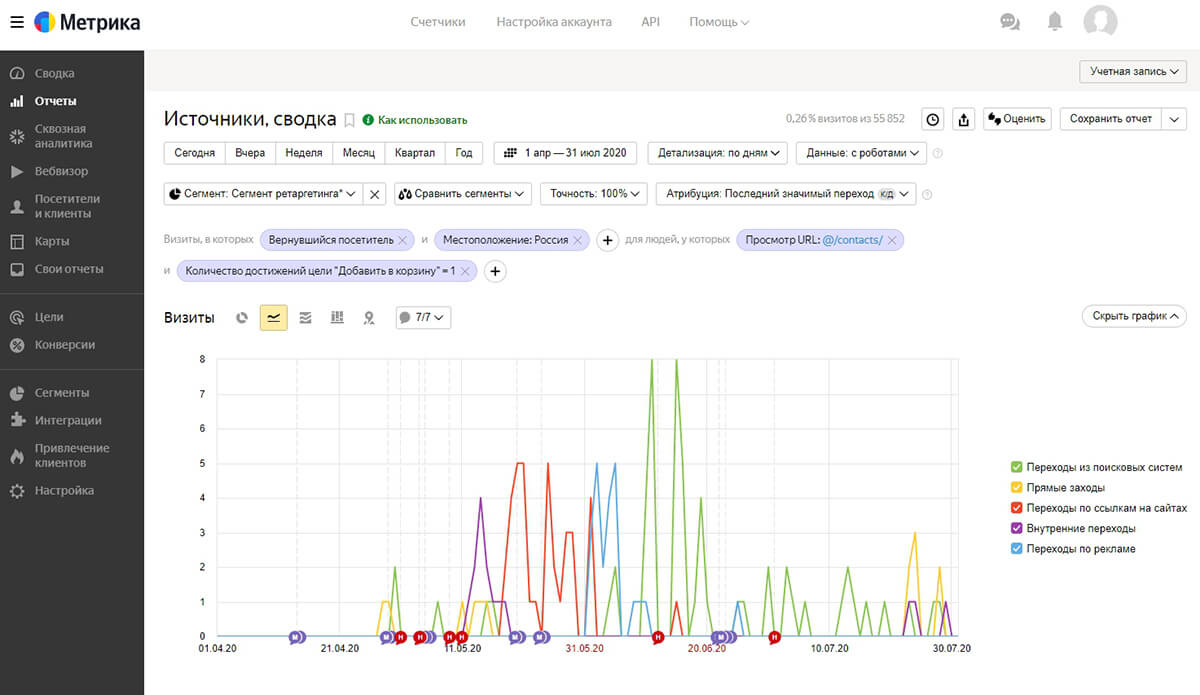 Метрика
Счетчики Настройка аккаунта API Помощь
Сводка
Отчеты
Сквозная
аналитика
Вебвизор
Посетители
и клиенты
Карты
Свои отчеты
Цели
Конверсии
Сегменты
Интеграции
Привлечение
клиентов
Настройка
Учетная запись
Источники, сводка Как использовать 0,26% визитов из 55 852 Оценить Сохранить отчет
Сегодня Вчера Неделя Месяц Квартал Год 1 апр — 31 июл 2020 Детализация: по дням Данные: с роботами ?
Сегмент: Сегмент ретаргетинга* Сравнить сегменты Точность: 100% Атрибуция: Последний значимый переход к/д ?
Визиты, в которых Вернувшийся посетитель × и Местоположение: Россия × + для людей, у которых Просмотр URL: @/contacts/ ×
и Количество достижений цели "Добавить в корзину" = 1 × +
Визиты 7/7 Скрыть график
8
7
6
5
4
3
2
1
0
М М Н Н Н Н М М Н М Н
01.04.20 21.04.20 11.05.20 31.05.20 20.06.20 10.07.20 30.07.20
Переходы из поисковых систем
Прямые заходы
Переходы по ссылкам на сайтах
Внутренние переходы
Переходы по рекламе